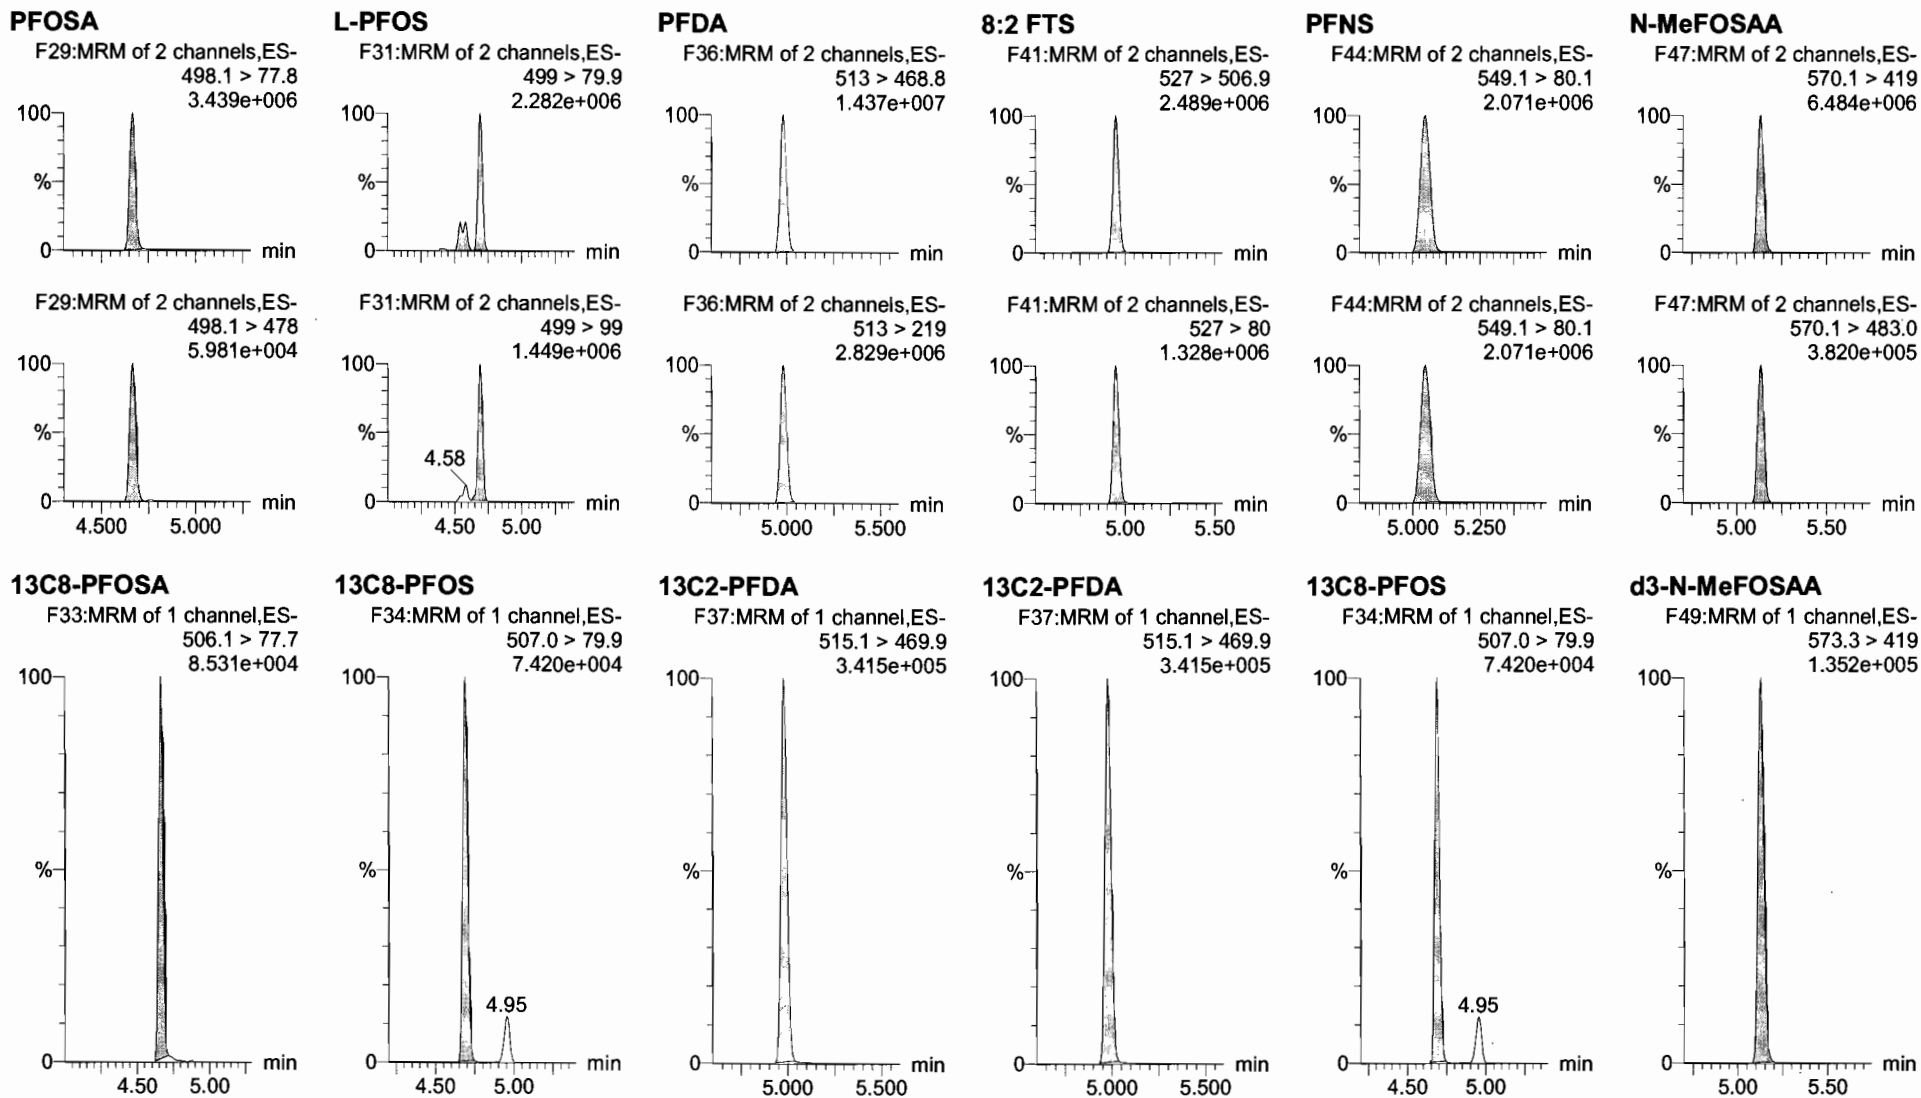 PFOSA
F29:MRM of 2 channels,ES-
498.1 > 77.8
3.439e+006
100
%
0
min
L-PFOS
F31:MRM of 2 channels,ES-
499 > 79.9
2.282e+006
100
%
0
min
PFDA
F36:MRM of 2 channels,ES-
513 > 468.8
1.437e+007
100
%
0
min
8:2 FTS
F41:MRM of 2 channels,ES-
527 > 506.9
2.489e+006
100
%
0
min
PFNS
F44:MRM of 2 channels,ES-
549.1 > 80.1
2.071e+006
100
%
0
min
N-MeFOSAA
F47:MRM of 2 channels,ES-
570.1 > 419
6.484e+006
100
%
0
min
F29:MRM of 2 channels,ES-
498.1 > 478
5.981e+004
100
%
0
min
4.500 5.000
F31:MRM of 2 channels,ES-
499 > 99
1.449e+006
100
%
4.58
0
min
4.50 5.00
F36:MRM of 2 channels,ES-
513 > 219
2.829e+006
100
%
0
min
5.000 5.500
F41:MRM of 2 channels,ES-
527 > 80
1.328e+006
100
%
0
min
5.00 5.50
F44:MRM of 2 channels,ES-
549.1 > 80.1
2.071e+006
100
%
0
min
5.000 5.250
F47:MRM of 2 channels,ES-
570.1 > 483.0
3.820e+005
100
%
0
min
5.00 5.50
13C8-PFOSA
F33:MRM of 1 channel,ES-
506.1 > 77.7
8.531e+004
100
%
0
min
4.50 5.00
13C8-PFOS
F34:MRM of 1 channel,ES-
507.0 > 79.9
7.420e+004
100
%
4.95
0
min
4.50 5.00
13C2-PFDA
F37:MRM of 1 channel,ES-
515.1 > 469.9
3.415e+005
100
%
0
min
5.000 5.500
13C2-PFDA
F37:MRM of 1 channel,ES-
515.1 > 469.9
3.415e+005
100
%
0
min
5.000 5.500
13C8-PFOS
F34:MRM of 1 channel,ES-
507.0 > 79.9
7.420e+004
100
%
4.95
0
min
4.50 5.00
d3-N-MeFOSAA
F49:MRM of 1 channel,ES-
573.3 > 419
1.352e+005
100
%
0
min
5.00 5.50